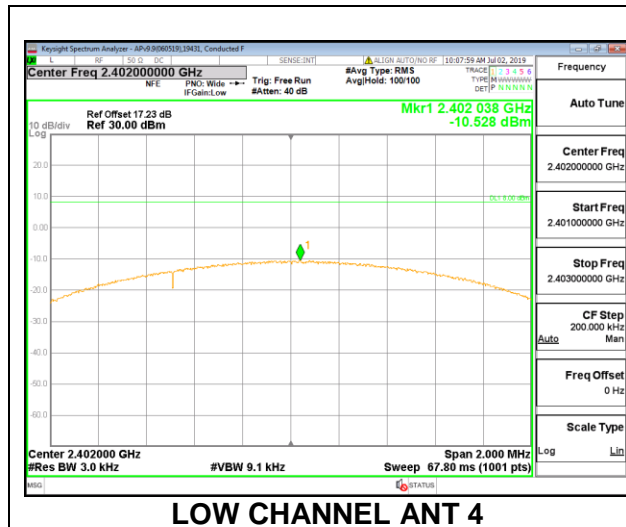 Keysight Spectrum Analyzer - APv9.9(060519),19431, Conducted F
L RF 50 Ω DC SENSE:INT ALIGN AUTO/NO RF 10:07:59 AM Jul 02, 2019
Center Freq 2.402000000 GHz
NFE
PNO: Wide
IFGain:Low
Trig: Free Run
#Atten: 40 dB
#Avg Type: RMS
Avg|Hold: 100/100
TRACE 1 2 3 4 5 6
TYPE M W W W W W
DET P N N N N N
Frequency
Auto Tune
Center Freq
2.402000000 GHz
Start Freq
2.401000000 GHz
Stop Freq
2.403000000 GHz
CF Step
200.000 kHz
Auto Man
Freq Offset
0 Hz
Scale Type
Log Lin
Ref Offset 17.23 dB
10 dB/div Ref 30.00 dBm
Log
Mkr1 2.402 038 GHz
-10.528 dBm
20.0
10.0
DL1 8.00 dBm
0.00
1
-10.0
-20.0
-30.0
-40.0
-50.0
-60.0
Center 2.402000 GHz Span 2.000 MHz
#Res BW 3.0 kHz #VBW 9.1 kHz Sweep 67.80 ms (1001 pts)
MSG STATUS
LOW CHANNEL ANT 4